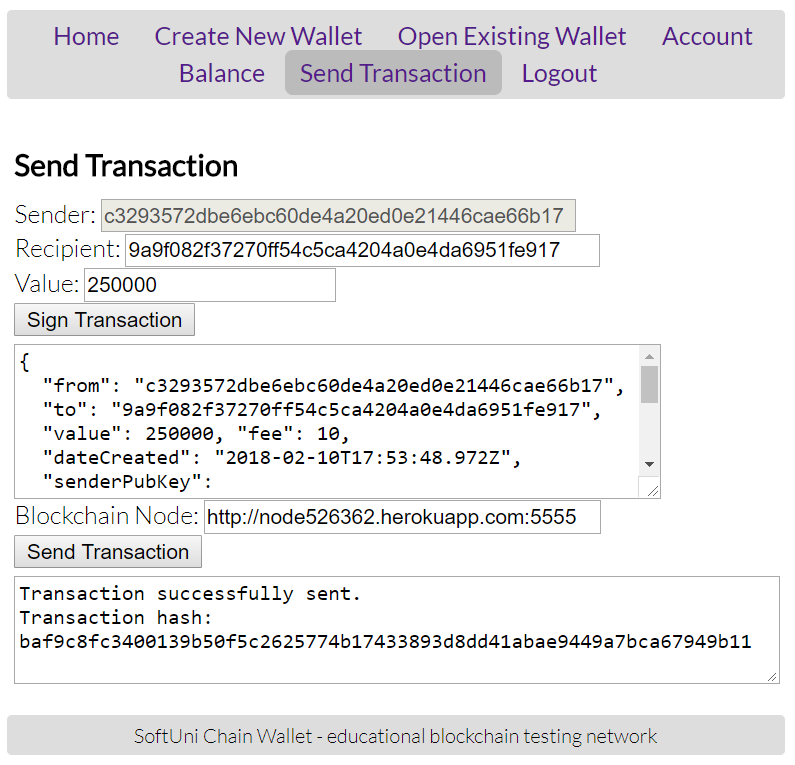 Home Create New Wallet Open Existing Wallet Account
Balance Send Transaction Logout
Send Transaction
Sender: c3293572dbe6ebc60de4a20ed0e21446cae66b17
Recipient: 9a9f082f37270ff54c5ca4204a0e4da6951fe917
Value: 250000
Sign Transaction
{
"from": "c3293572dbe6ebc60de4a20ed0e21446cae66b17",
"to": "9a9f082f37270ff54c5ca4204a0e4da6951fe917",
"value": 250000, "fee": 10,
"dateCreated": "2018-02-10T17:53:48.972Z",
"senderPubKey":
Blockchain Node: http://node526362.herokuapp.com:5555
Send Transaction
Transaction successfully sent.
Transaction hash:
baf9c8fc3400139b50f5c2625774b17433893d8dd41abae9449a7bca67949b11
SoftUni Chain Wallet - educational blockchain testing network